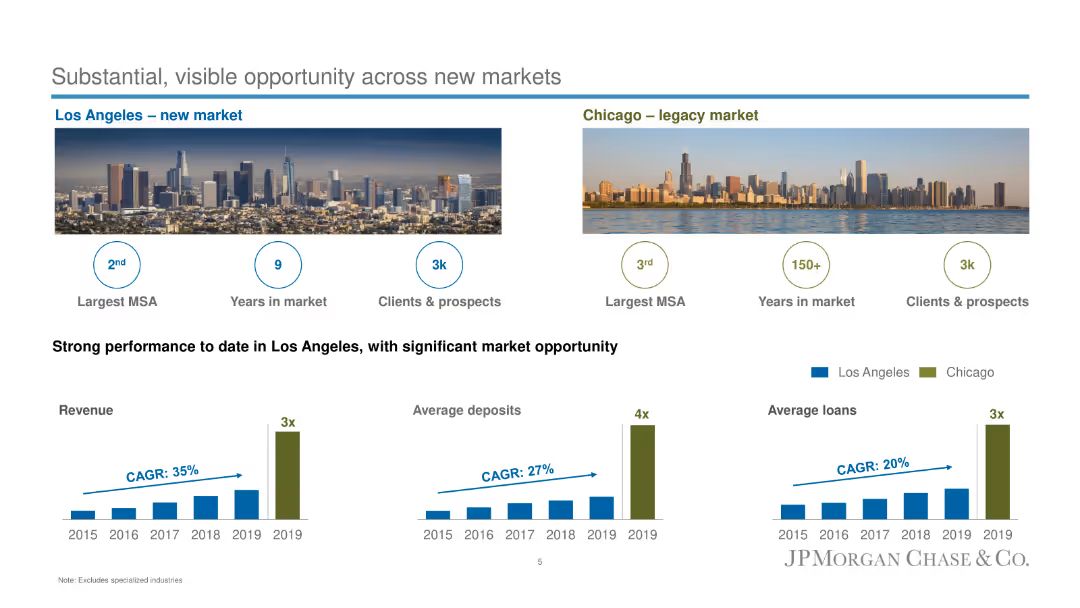 Substantial, visible opportunity across new markets
Los Angeles – new market
Chicago – legacy market
2nd
9
3k
3rd
150+
3k
Largest MSA
Years in market
Clients & prospects
Largest MSA
Years in market
Clients & prospects
Strong performance to date in Los Angeles, with significant market opportunity
Los Angeles
Chicago
Revenue
3x
CAGR: 35%
2015 2016 2017 2018 2019 2019
Average deposits
4x
CAGR: 27%
2015 2016 2017 2018 2019 2019
Average loans
3x
CAGR: 20%
2015 2016 2017 2018 2019 2019
JPMORGAN CHASE & CO.
5
Note: Excludes specialized industries